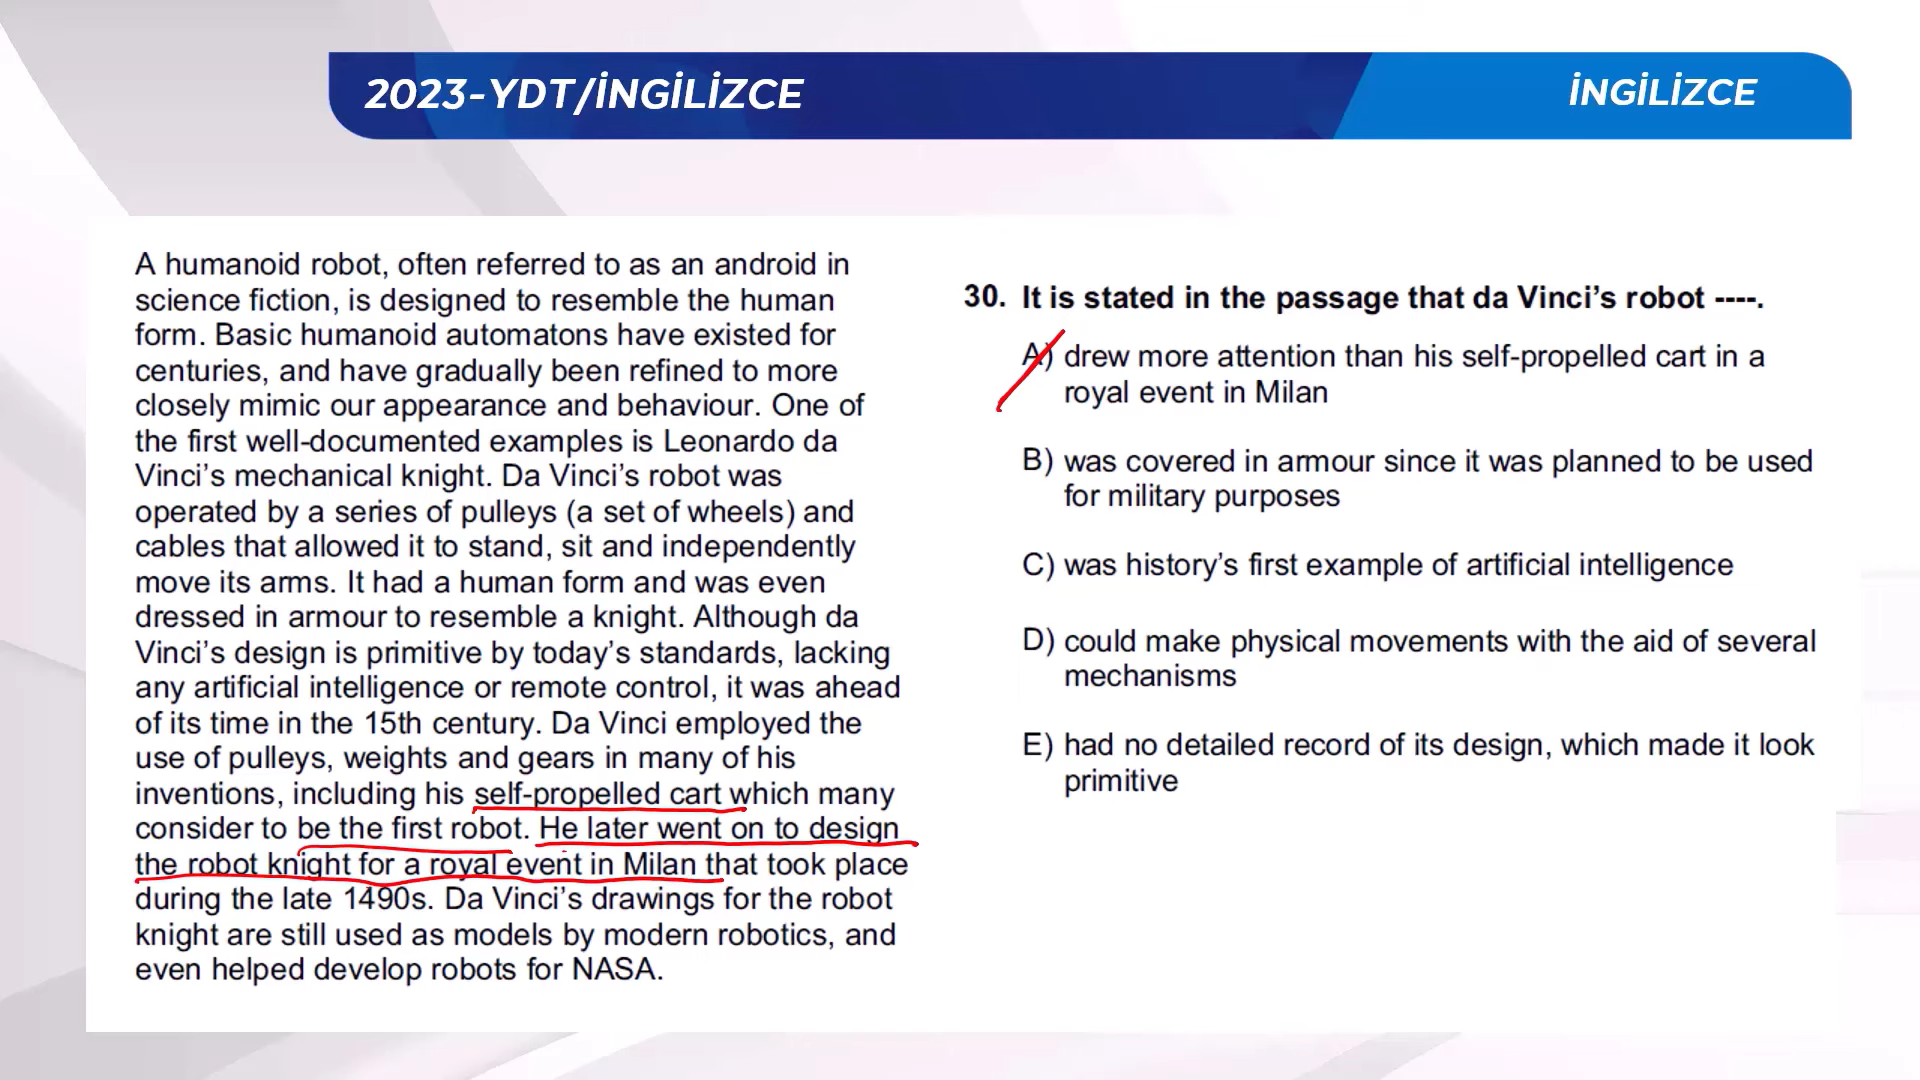 2023-YDT/İNGİLİZCE
İNGİLİZCE
A humanoid robot, often referred to as an android in
science fiction, is designed to resemble the human
form. Basic humanoid automatons have existed for
centuries, and have gradually been refined to more
closely mimic our appearance and behaviour. One of
the first well-documented examples is Leonardo da
Vinci’s mechanical knight. Da Vinci’s robot was
operated by a series of pulleys (a set of wheels) and
cables that allowed it to stand, sit and independently
move its arms. It had a human form and was even
dressed in armour to resemble a knight. Although da
Vinci’s design is primitive by today’s standards, lacking
any artificial intelligence or remote control, it was ahead
of its time in the 15th century. Da Vinci employed the
use of pulleys, weights and gears in many of his
inventions, including his self-propelled cart which many
consider to be the first robot. He later went on to design
the robot knight for a royal event in Milan that took place
during the late 1490s. Da Vinci’s drawings for the robot
knight are still used as models by modern robotics, and
even helped develop robots for NASA.
30. It is stated in the passage that da Vinci’s robot ----.
A) drew more attention than his self-propelled cart in a
royal event in Milan
B) was covered in armour since it was planned to be used
for military purposes
C) was history’s first example of artificial intelligence
D) could make physical movements with the aid of several
mechanisms
E) had no detailed record of its design, which made it look
primitive